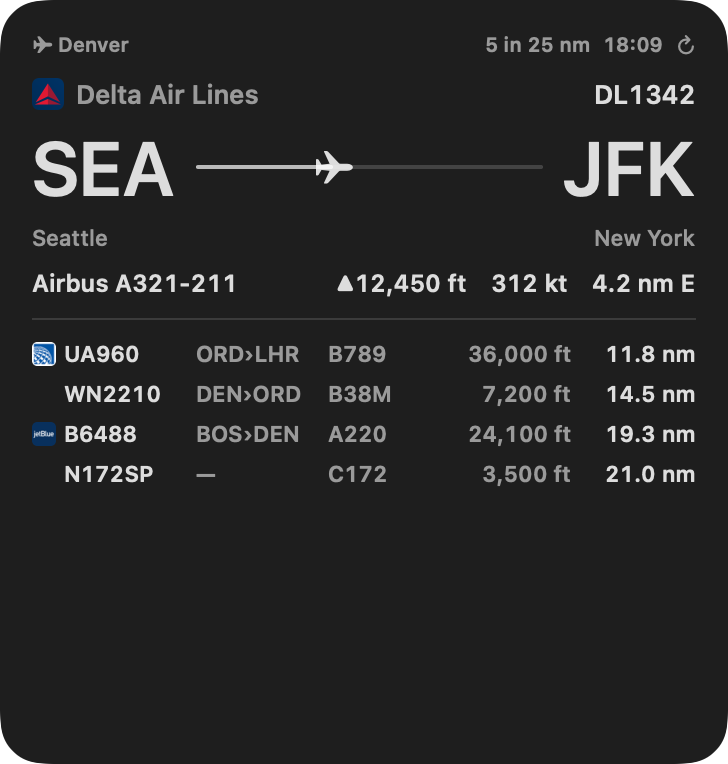 Denver 5 in 25 nm 18:09
Delta Air Lines DL1342
SEA JFK
Seattle New York
Airbus A321-211 ▲12,450 ft 312 kt 4.2 nm E
UA960 ORD›LHR B789 36,000 ft 11.8 nm
WN2210 DEN›ORD B38M 7,200 ft 14.5 nm
jetBlue B6488 BOS›DEN A220 24,100 ft 19.3 nm
N172SP — C172 3,500 ft 21.0 nm